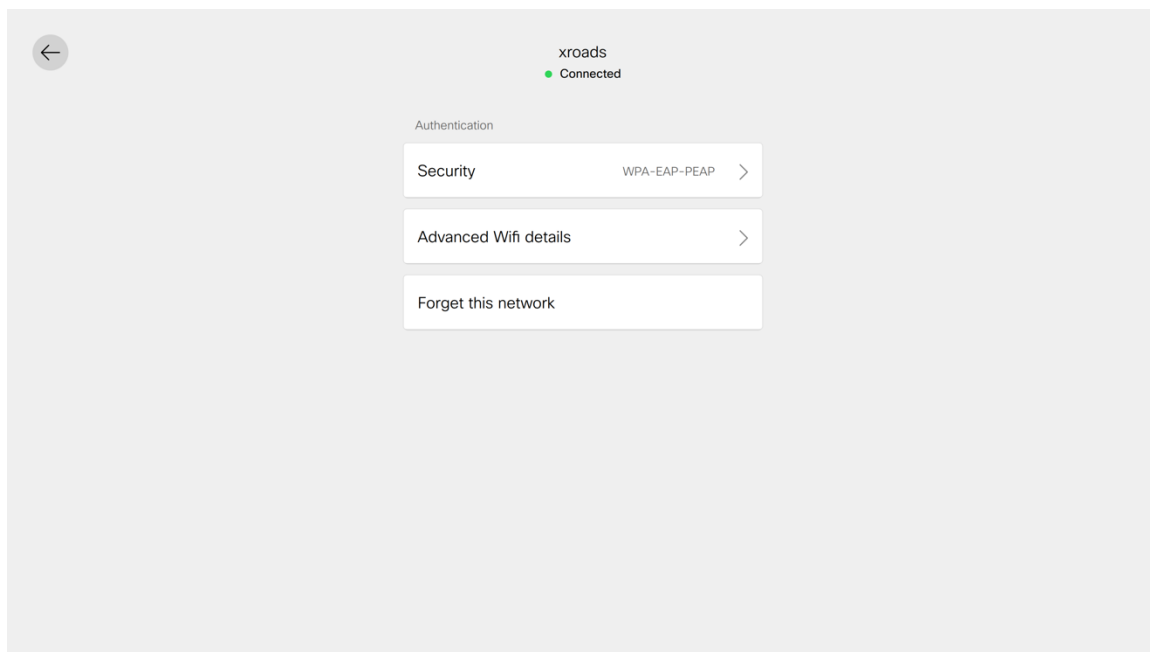 xroads
Connected
Authentication
Security WPA-EAP-PEAP
Advanced Wifi details
Forget this network